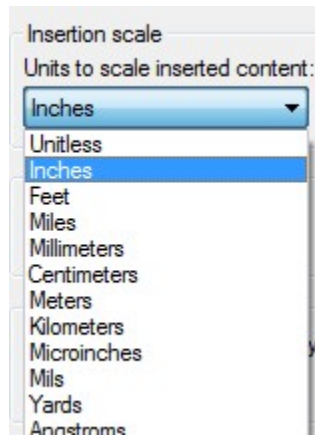 Insertion scale
Units to scale inserted content:
Inches
Unitless
Inches
Feet
Miles
Millimeters
Centimeters
Meters
Kilometers
Microinches
Mils
Yards
Angstroms